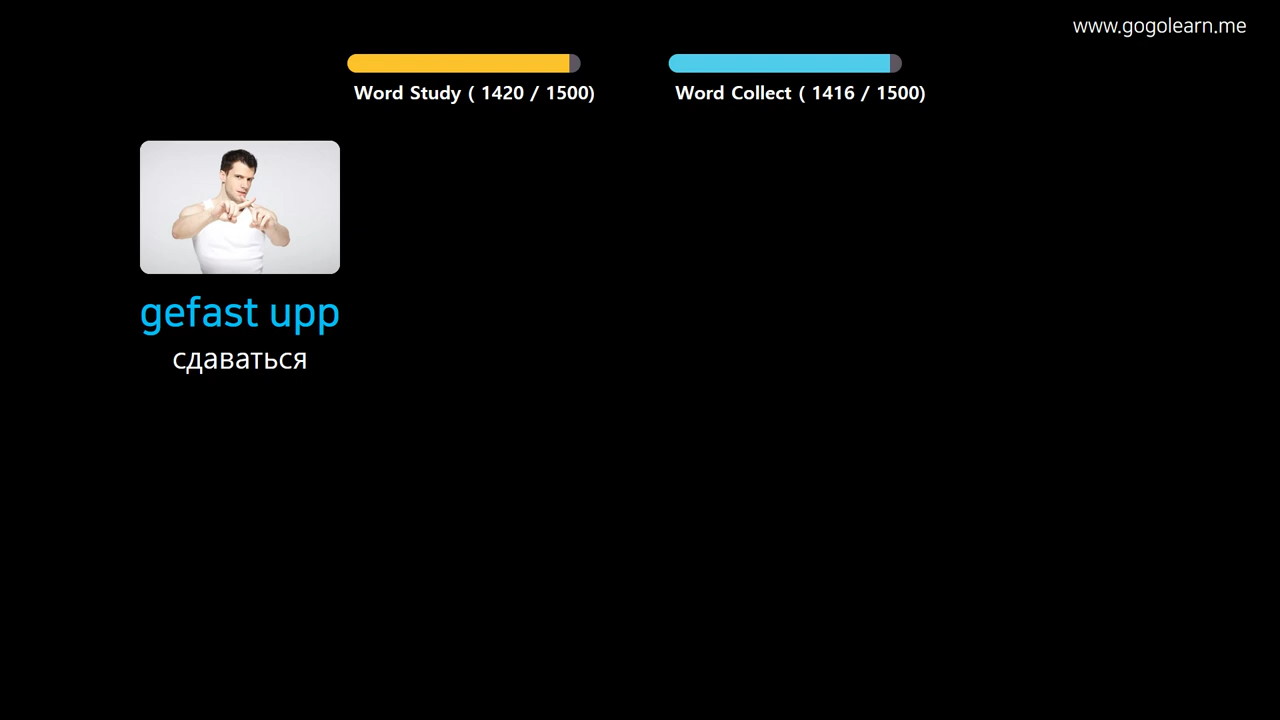 www.gogolearn.me
Word Study ( 1420 / 1500)
Word Collect ( 1416 / 1500)
gefast upp
сдаваться